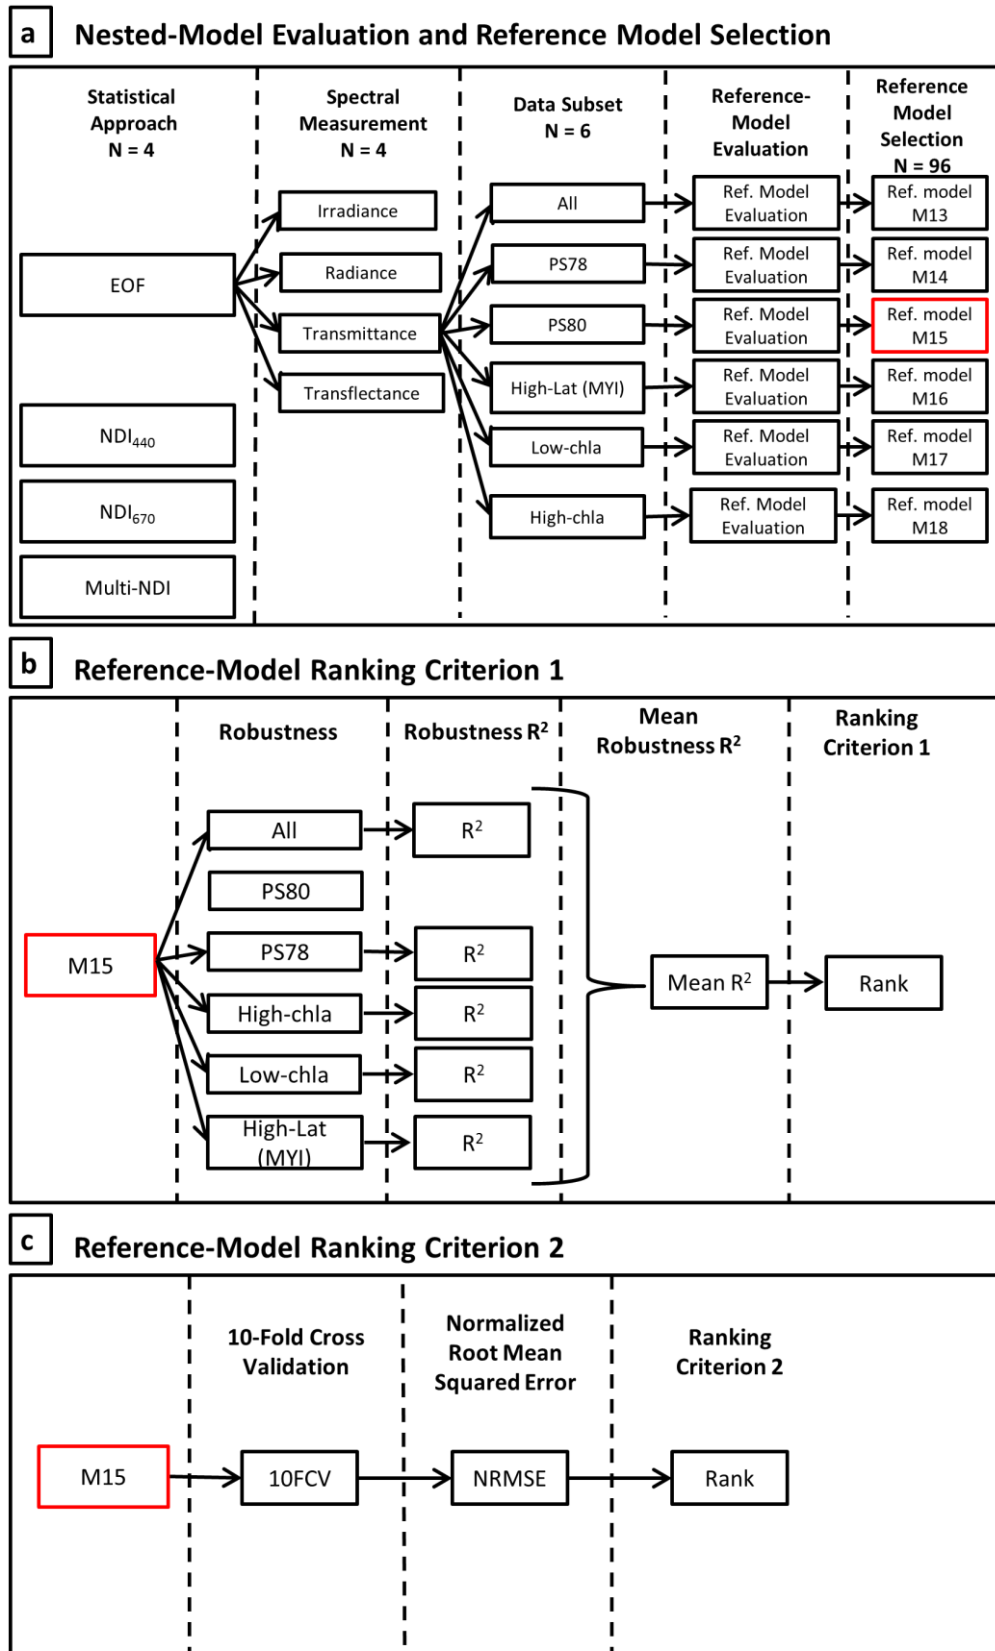 a
Nested-Model Evaluation and Reference Model Selection
Statistical
Approach
N = 4
Spectral
Measurement
N = 4
Data Subset
N = 6
Reference-
Model
Evaluation
Reference
Model
Selection
N = 96
EOF
NDI₄₄₀
NDI₆₇₀
Multi-NDI
Irradiance
Radiance
Transmittance
Transflectance
All
PS78
PS80
High-Lat (MYI)
Low-chla
High-chla
Ref. Model
Evaluation
Ref. Model
Evaluation
Ref. Model
Evaluation
Ref. Model
Evaluation
Ref. Model
Evaluation
Ref. Model
Evaluation
Ref. model
M13
Ref. model
M14
Ref. model
M15
Ref. model
M16
Ref. model
M17
Ref. model
M18
b
Reference-Model Ranking Criterion 1
Robustness
Robustness R²
Mean
Robustness R²
Ranking
Criterion 1
M15
All
PS80
PS78
High-chla
Low-chla
High-Lat
(MYI)
R²
R²
R²
R²
R²
Mean R²
Rank
c
Reference-Model Ranking Criterion 2
10-Fold Cross
Validation
Normalized
Root Mean
Squared Error
Ranking
Criterion 2
M15
10FCV
NRMSE
Rank